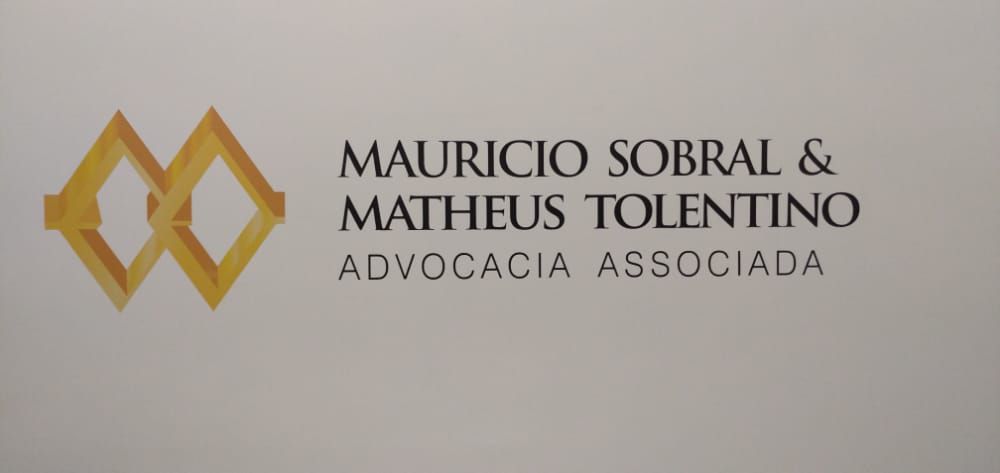 MAURICIO SOBRAL &
MATHEUS TOLENTINO
ADVOCACIA ASSOCIADA